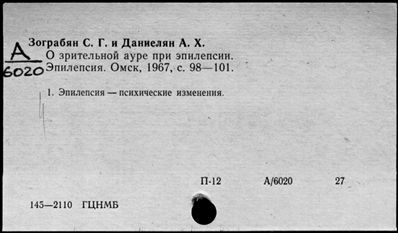 Зограбян С. Г. и Даниелян А. Х.
А
О зрительной ауре при эпилепсии.
6020
Эпилепсия. Омск, 1967, с. 98—101.
1. Эпилепсия — психические изменения.
П-12 А/6020 27
145—2110 ГЦНМБ